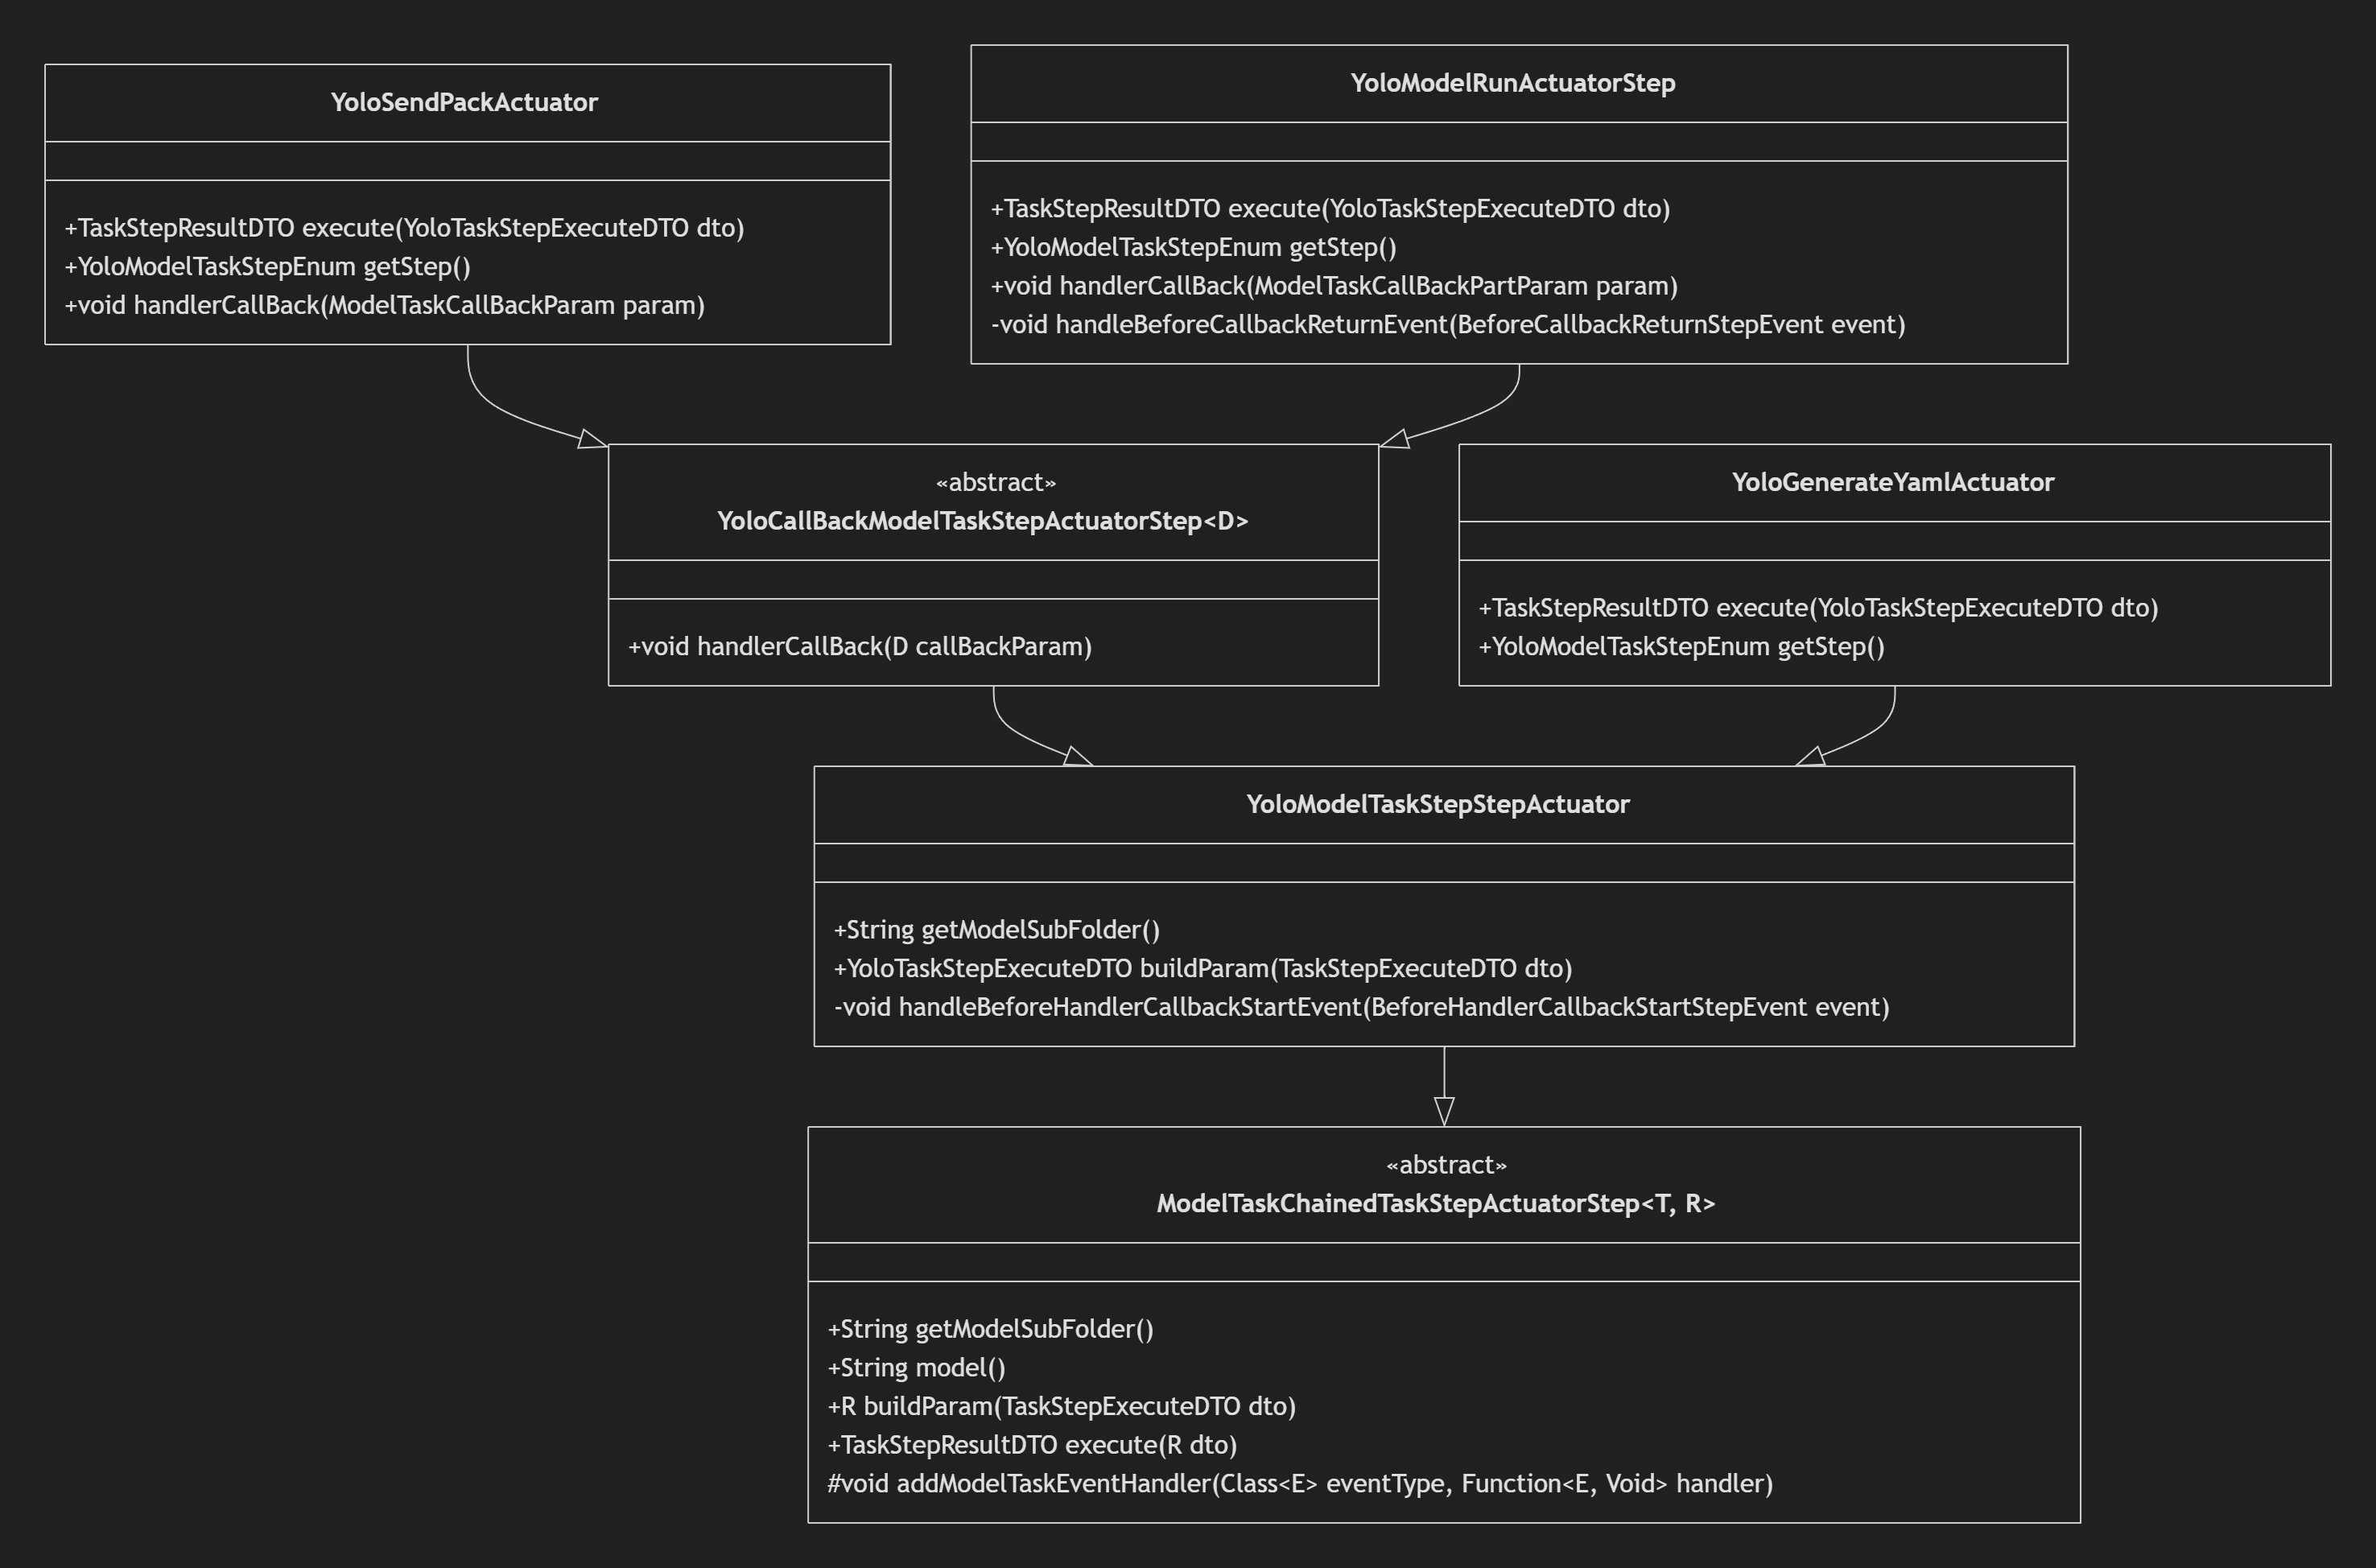 YoloSendPackActuator
+TaskStepResultDTO execute(YoloTaskStepExecuteDTO dto)
+YoloModelTaskStepEnum getStep()
+void handlerCallBack(ModelTaskCallBackParam param)
YoloModelRunActuatorStep
+TaskStepResultDTO execute(YoloTaskStepExecuteDTO dto)
+YoloModelTaskStepEnum getStep()
+void handlerCallBack(ModelTaskCallBackPartParam param)
-void handleBeforeCallbackReturnEvent(BeforeCallbackReturnStepEvent event)
«abstract»
YoloCallBackModelTaskStepActuatorStep<D>
+void handlerCallBack(D callBackParam)
YoloGenerateYamlActuator
+TaskStepResultDTO execute(YoloTaskStepExecuteDTO dto)
+YoloModelTaskStepEnum getStep()
YoloModelTaskStepStepActuator
+String getModelSubFolder()
+YoloTaskStepExecuteDTO buildParam(TaskStepExecuteDTO dto)
-void handleBeforeHandlerCallbackStartEvent(BeforeHandlerCallbackStartStepEvent event)
«abstract»
ModelTaskChainedTaskStepActuatorStep<T, R>
+String getModelSubFolder()
+String model()
+R buildParam(TaskStepExecuteDTO dto)
+TaskStepResultDTO execute(R dto)
#void addModelTaskEventHandler(Class<E> eventType, Function<E, Void> handler)